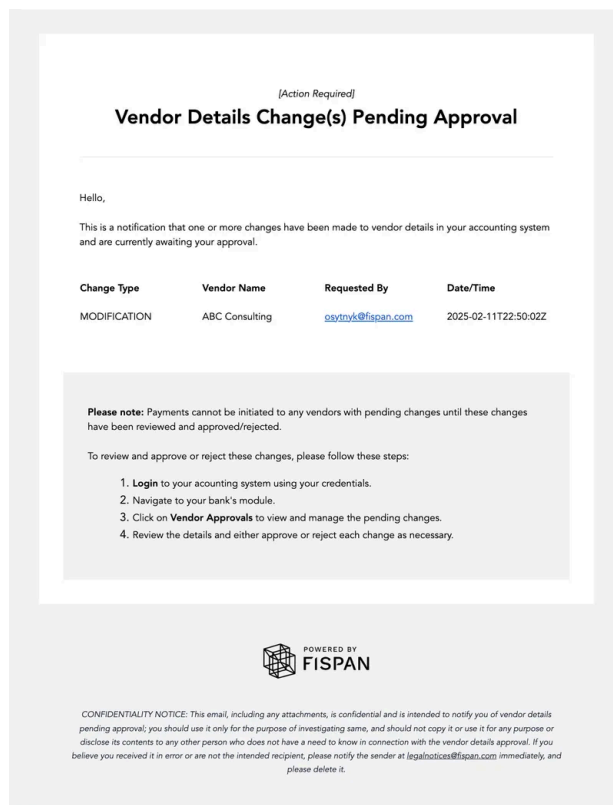 [Action Required]
Vendor Details Change(s) Pending Approval
Hello,
This is a notification that one or more changes have been made to vendor details in your accounting system
and are currently awaiting your approval.
Change Type Vendor Name Requested By Date/Time
MODIFICATION ABC Consulting osytnyk@fispan.com 2025-02-11T22:50:02Z
Please note: Payments cannot be initiated to any vendors with pending changes until these changes
have been reviewed and approved/rejected.
To review and approve or reject these changes, please follow these steps:
1. Login to your acounting system using your credentials.
2. Navigate to your bank's module.
3. Click on Vendor Approvals to view and manage the pending changes.
4. Review the details and either approve or reject each change as necessary.
POWERED BY
FISPAN
CONFIDENTIALITY NOTICE: This email, including any attachments, is confidential and is intended to notify you of vendor details
pending approval; you should use it only for the purpose of investigating same, and should not copy it or use it for any purpose or
disclose its contents to any other person who does not have a need to know in connection with the vendor details approval. If you
believe you received it in error or are not the intended recipient, please notify the sender at legalnotices@fispan.com immediately, and
please delete it.